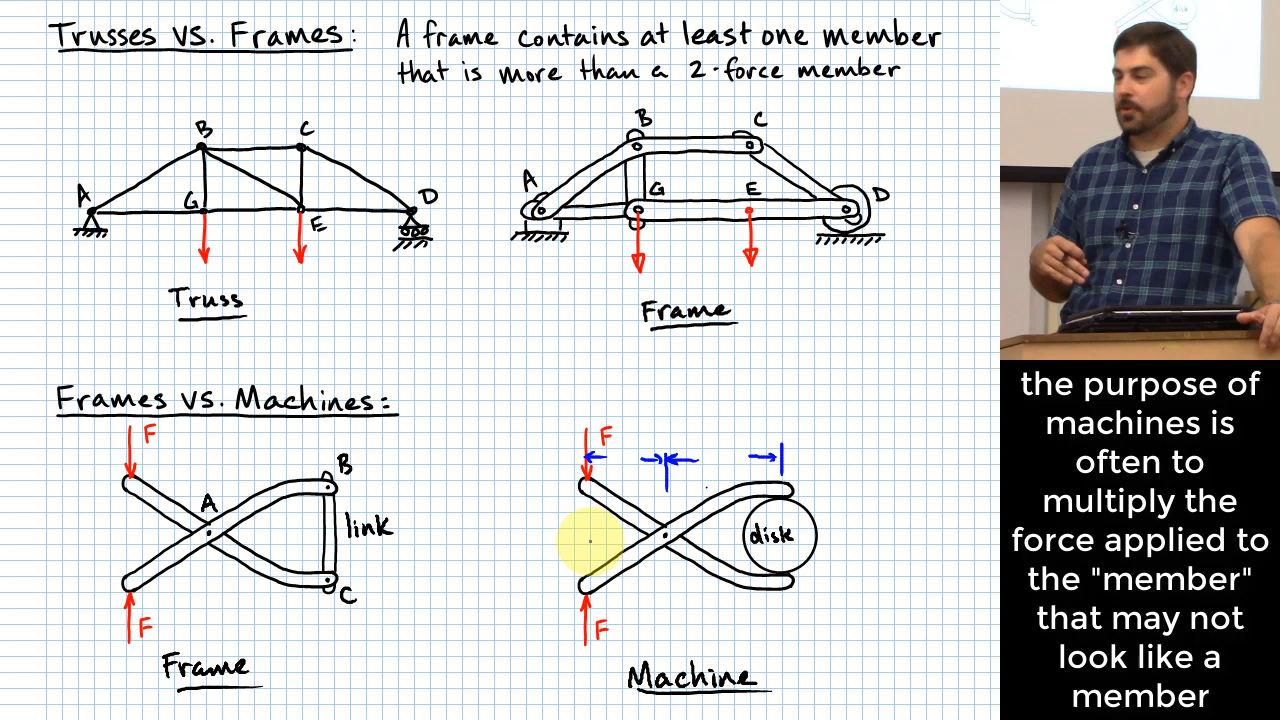 Trusses vs. Frames: A frame contains at least one member
that is more than a 2-force member
B C
A G E D
Truss
B C
A G E D
Frame
Frames vs. Machines:
F
A
B
link
C
F
Frame
F
disk
F
Machine
the purpose of
machines is
often to
multiply the
force applied to
the "member"
that may not
look like a
member